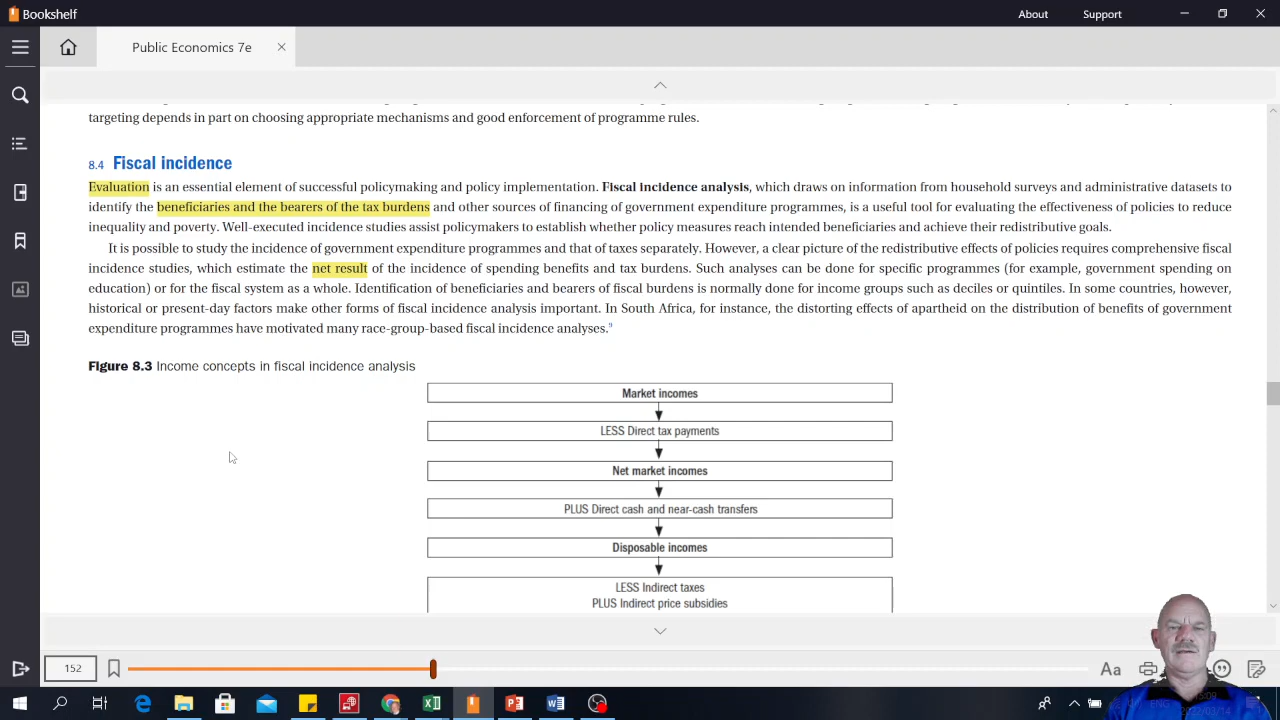 Bookshelf
About
Support
Public Economics 7e
targeting depends in part on choosing appropriate mechanisms and good enforcement of programme rules.
8.4 Fiscal incidence
Evaluation is an essential element of successful policymaking and policy implementation. Fiscal incidence analysis, which draws on information from household surveys and administrative datasets to
identify the beneficiaries and the bearers of the tax burdens and other sources of financing of government expenditure programmes, is a useful tool for evaluating the effectiveness of policies to reduce
inequality and poverty. Well-executed incidence studies assist policymakers to establish whether policy measures reach intended beneficiaries and achieve their redistributive goals.
It is possible to study the incidence of government expenditure programmes and that of taxes separately. However, a clear picture of the redistributive effects of policies requires comprehensive fiscal
incidence studies, which estimate the net result of the incidence of spending benefits and tax burdens. Such analyses can be done for specific programmes (for example, government spending on
education) or for the fiscal system as a whole. Identification of beneficiaries and bearers of fiscal burdens is normally done for income groups such as deciles or quintiles. In some countries, however,
historical or present-day factors make other forms of fiscal incidence analysis important. In South Africa, for instance, the distorting effects of apartheid on the distribution of benefits of government
expenditure programmes have motivated many race-group-based fiscal incidence analyses.
Figure 8.3 Income concepts in fiscal incidence analysis
Market incomes
LESS Direct tax payments
Net market incomes
PLUS Direct cash and near-cash transfers
Disposable incomes
LESS Indirect taxes
PLUS Indirect price subsidies
152
Aa
ENG
2022/03/14